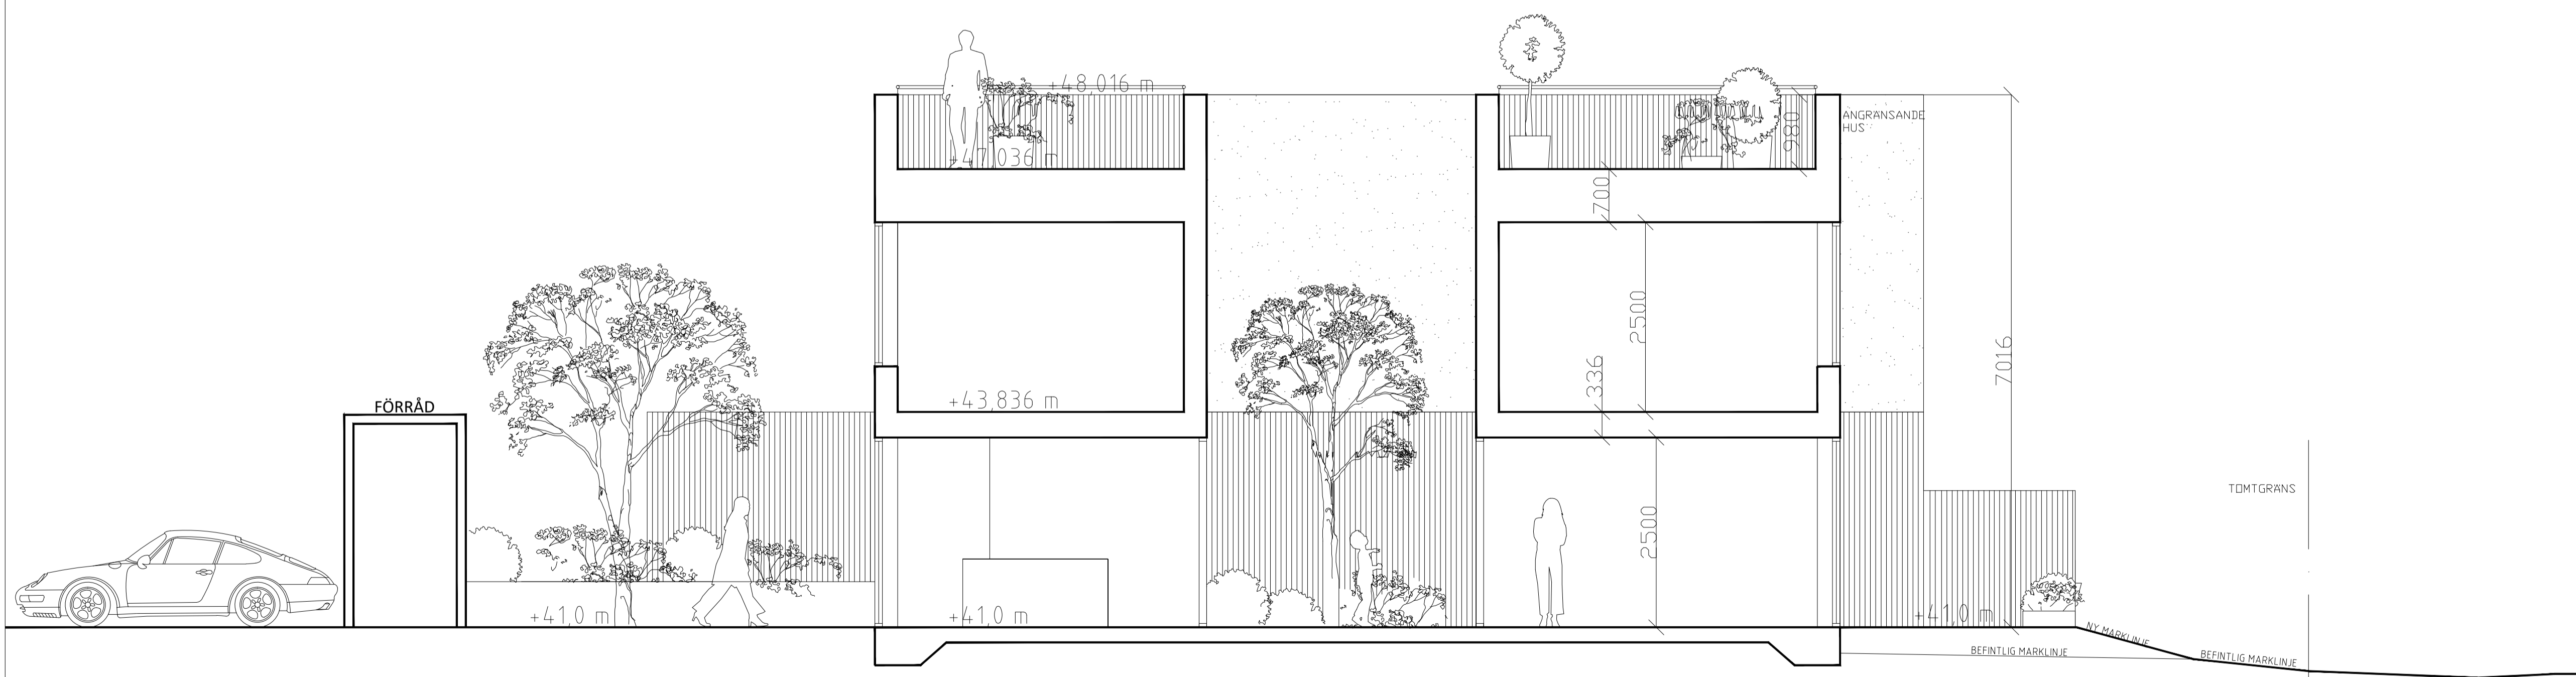 +48,016 m
ANGRÄNSANDE
HUS
980
+47,036 m
700
2500
7016
336
+43,836 m
FÖRRÅD
TOMTGRÄNS
2500
+41,0 m
+41,0 m
+41,0 m
NY MARKLINJE
BEFINTLIG MARKLINJE
BEFINTLIG MARKLINJE